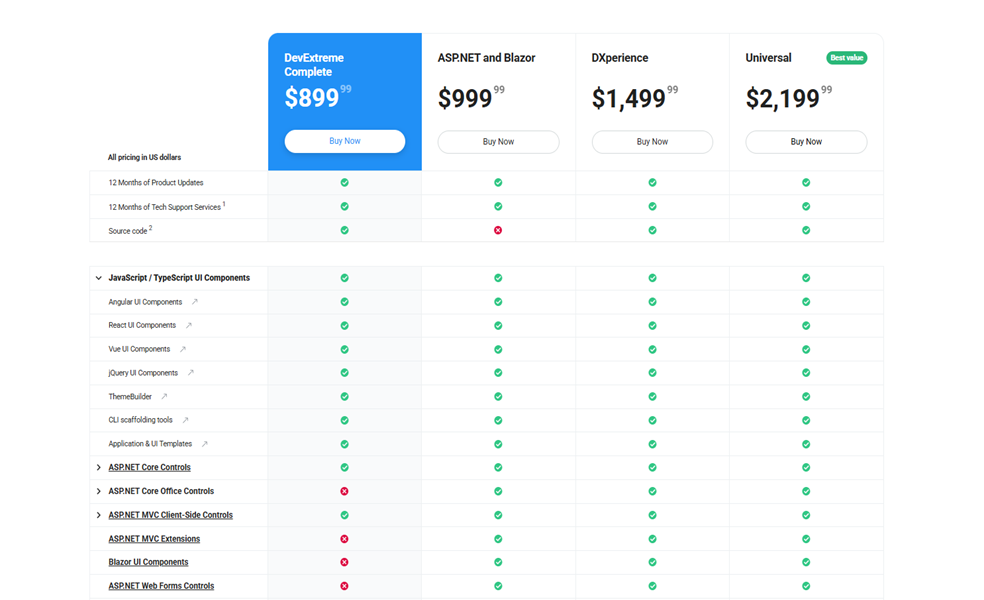 DevExtreme Complete
$899 99
Buy Now
ASP.NET and Blazor
$999 99
Buy Now
DXperience
$1,499 99
Buy Now
Universal
Best value
$2,199 99
Buy Now
All pricing in US dollars
12 Months of Product Updates
12 Months of Tech Support Services 1
Source code 2
JavaScript / TypeScript UI Components
Angular UI Components
React UI Components
Vue UI Components
jQuery UI Components
ThemeBuilder
CLI scaffolding tools
Application & UI Templates
ASP.NET Core Controls
ASP.NET Core Office Controls
ASP.NET MVC Client-Side Controls
ASP.NET MVC Extensions
Blazor UI Components
ASP.NET Web Forms Controls